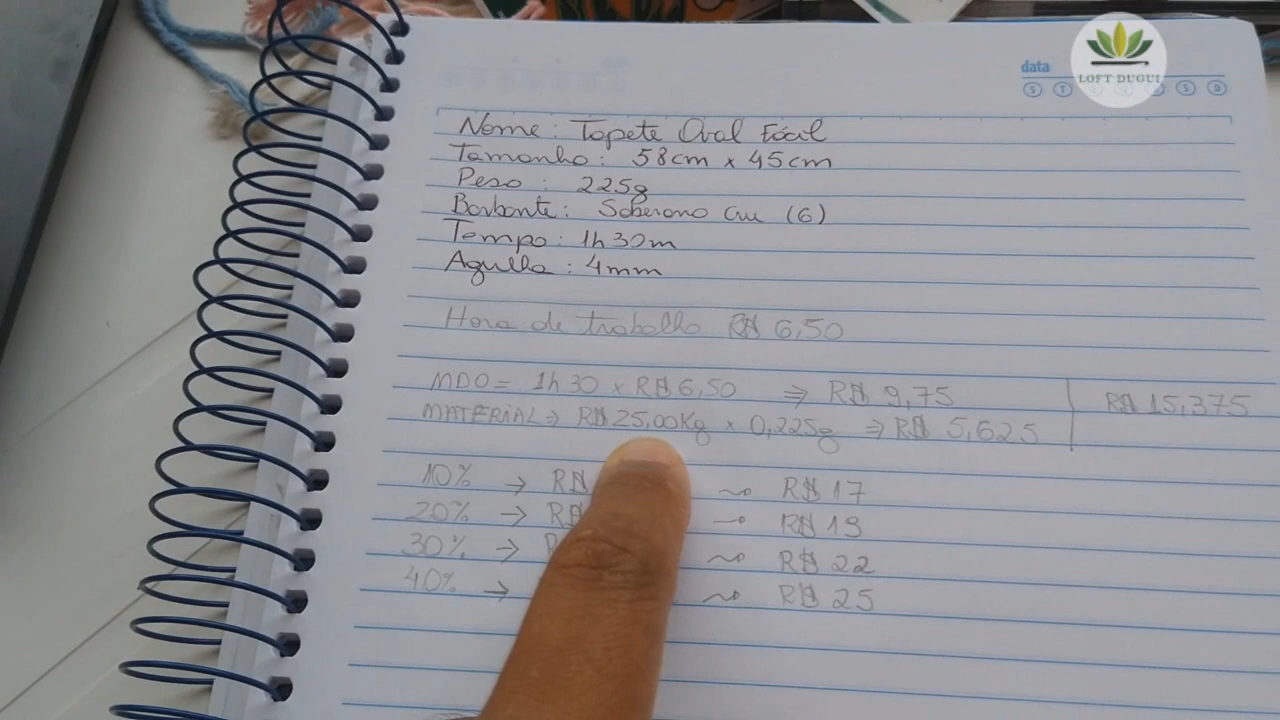 data
LOFT DUGUI
Nome: Tapete Oval Fácil
Tamanho: 58cm x 45cm
Peso: 225g
Barbante: Soberano Cru (6)
Tempo: 1h30m
Agulha: 4mm
Hora de trabalho R$ 6,50
MDO = 1h30 x R$ 6,50 ⇒ R$ 9,75
MATERIAL ⇒ R$ 25,00Kg x 0,225g ⇒ R$ 5,625
R$ 15,375
10% → R$ ~ R$ 17
20% → R$ → R$ 19
30% → ~ R$ 22
40% → ~ R$ 25